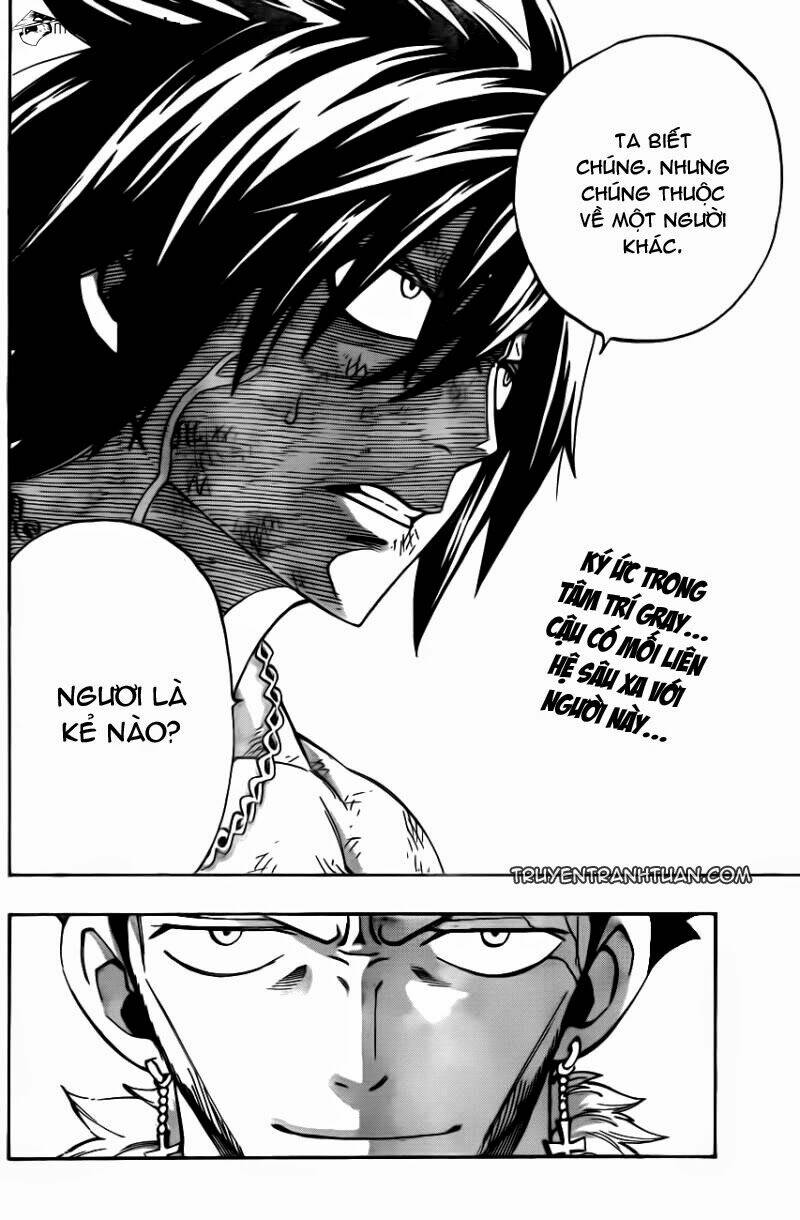 TA BIẾT
CHÚNG. NHƯNG
CHÚNG THUỘC
VỀ MỘT NGƯỜI
KHÁC.
KÝ ỨC TRONG
TÂM TRÍ GRAY...
CẬU CÓ MỐI LIÊN
HỆ SÂU XA VỚI
NGƯỜI NÀY...
NGƯƠI LÀ
KẺ NÀO?
TRUYENTRANHTUAN.COM